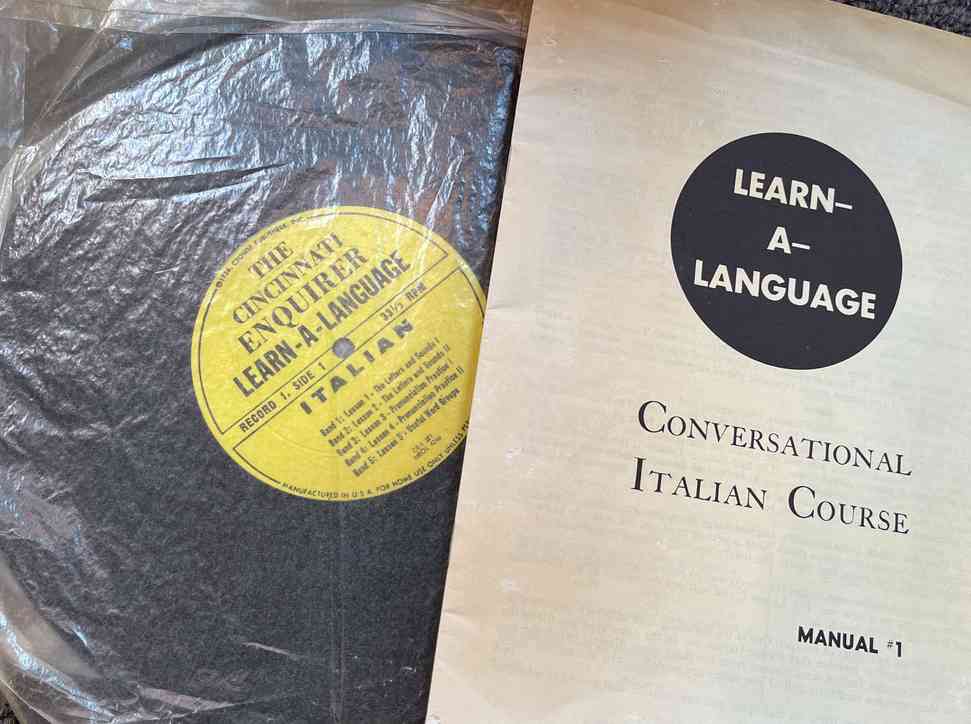 THE
CINCINNATI
ENQUIRER
LEARN-A-LANGUAGE
RECORD 1. SIDE 1
33⅓ RPM
ITALIAN
Band 1: Lesson 1 - The Letters and Sounds I
Band 2: Lesson 2 - The Letters and Sounds II
Band 3: Lesson 3 - Pronunciation Practice I
Band 4: Lesson 4 - Pronunciation Practice II
Band 5: Lesson 5 - Useful Word Groups
MANUFACTURED IN U.S.A. FOR HOME USE ONLY UNLESS
LEARN–
A–
LANGUAGE
CONVERSATIONAL
ITALIAN COURSE
MANUAL #1